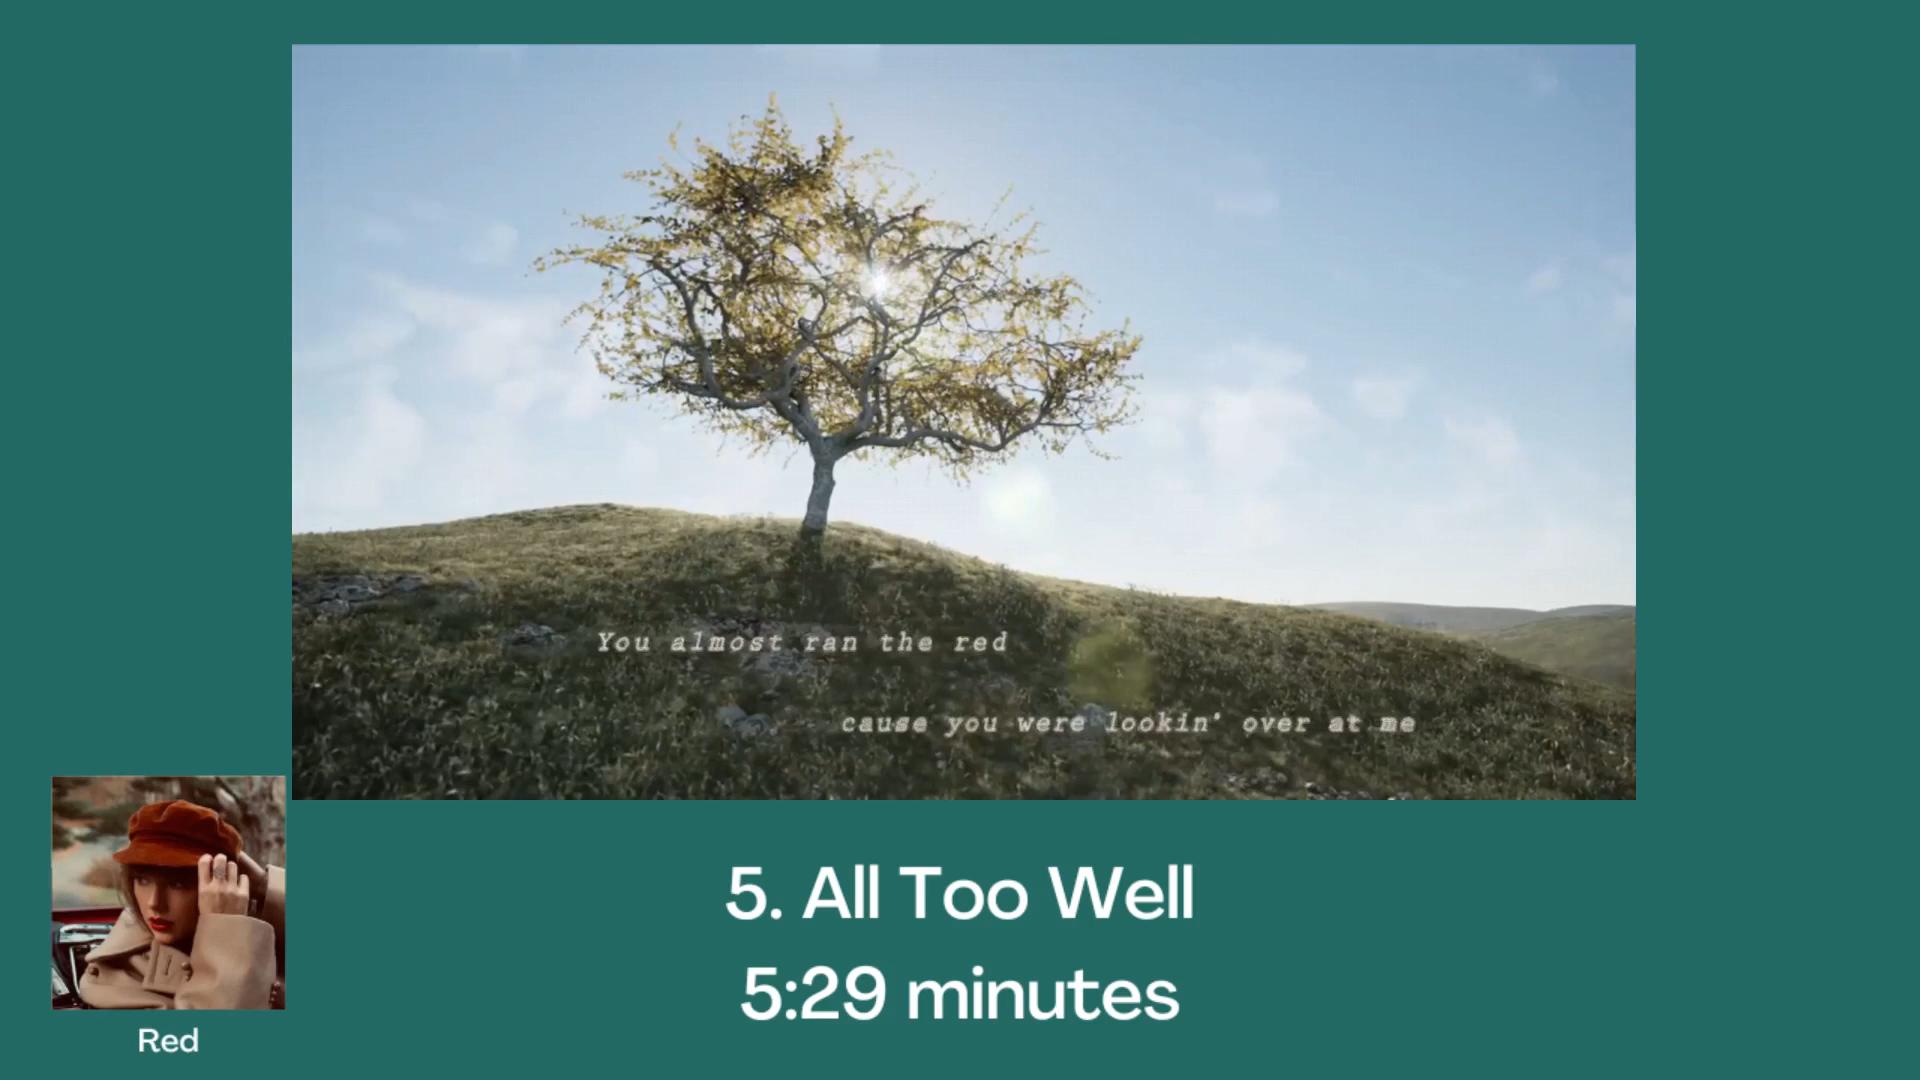 You almost ran the red
cause you were lookin' over at me
5. All Too Well
5:29 minutes
Red